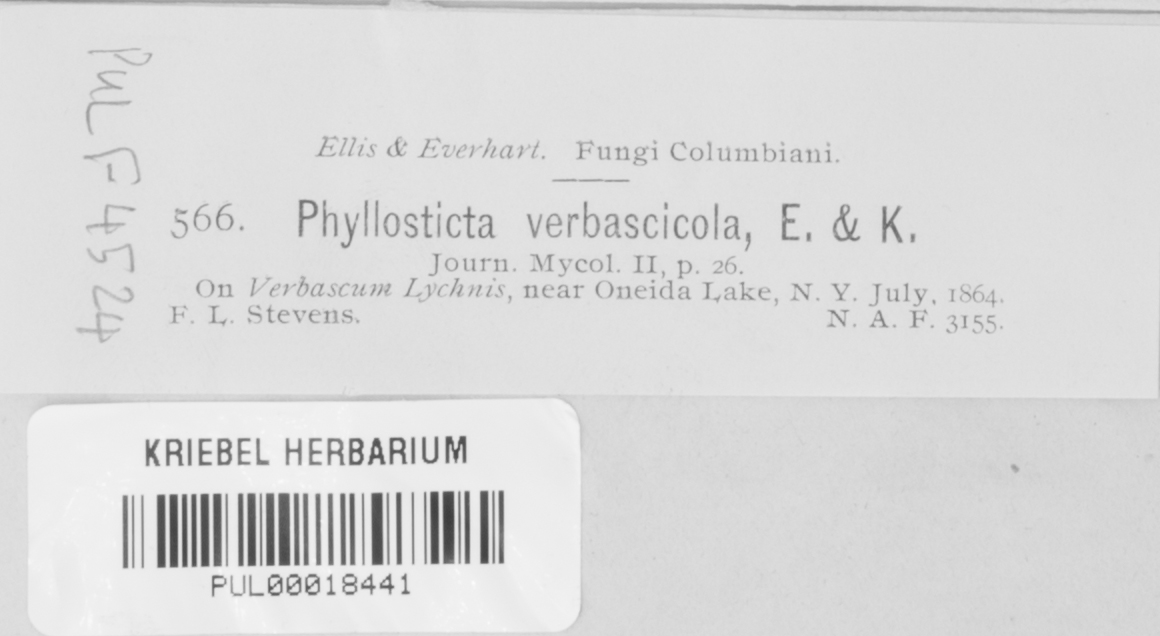 PUL F 4524
Ellis & Everhart. Fungi Columbiani.
566. Phyllosticta verbascicola, E. & K.
Journ. Mycol. II, p. 26.
On Verbascum Lychnis, near Oneida Lake, N. Y. July, 1864.
F. L. Stevens. N. A. F. 3155.
KRIEBEL HERBARIUM
PUL00018441